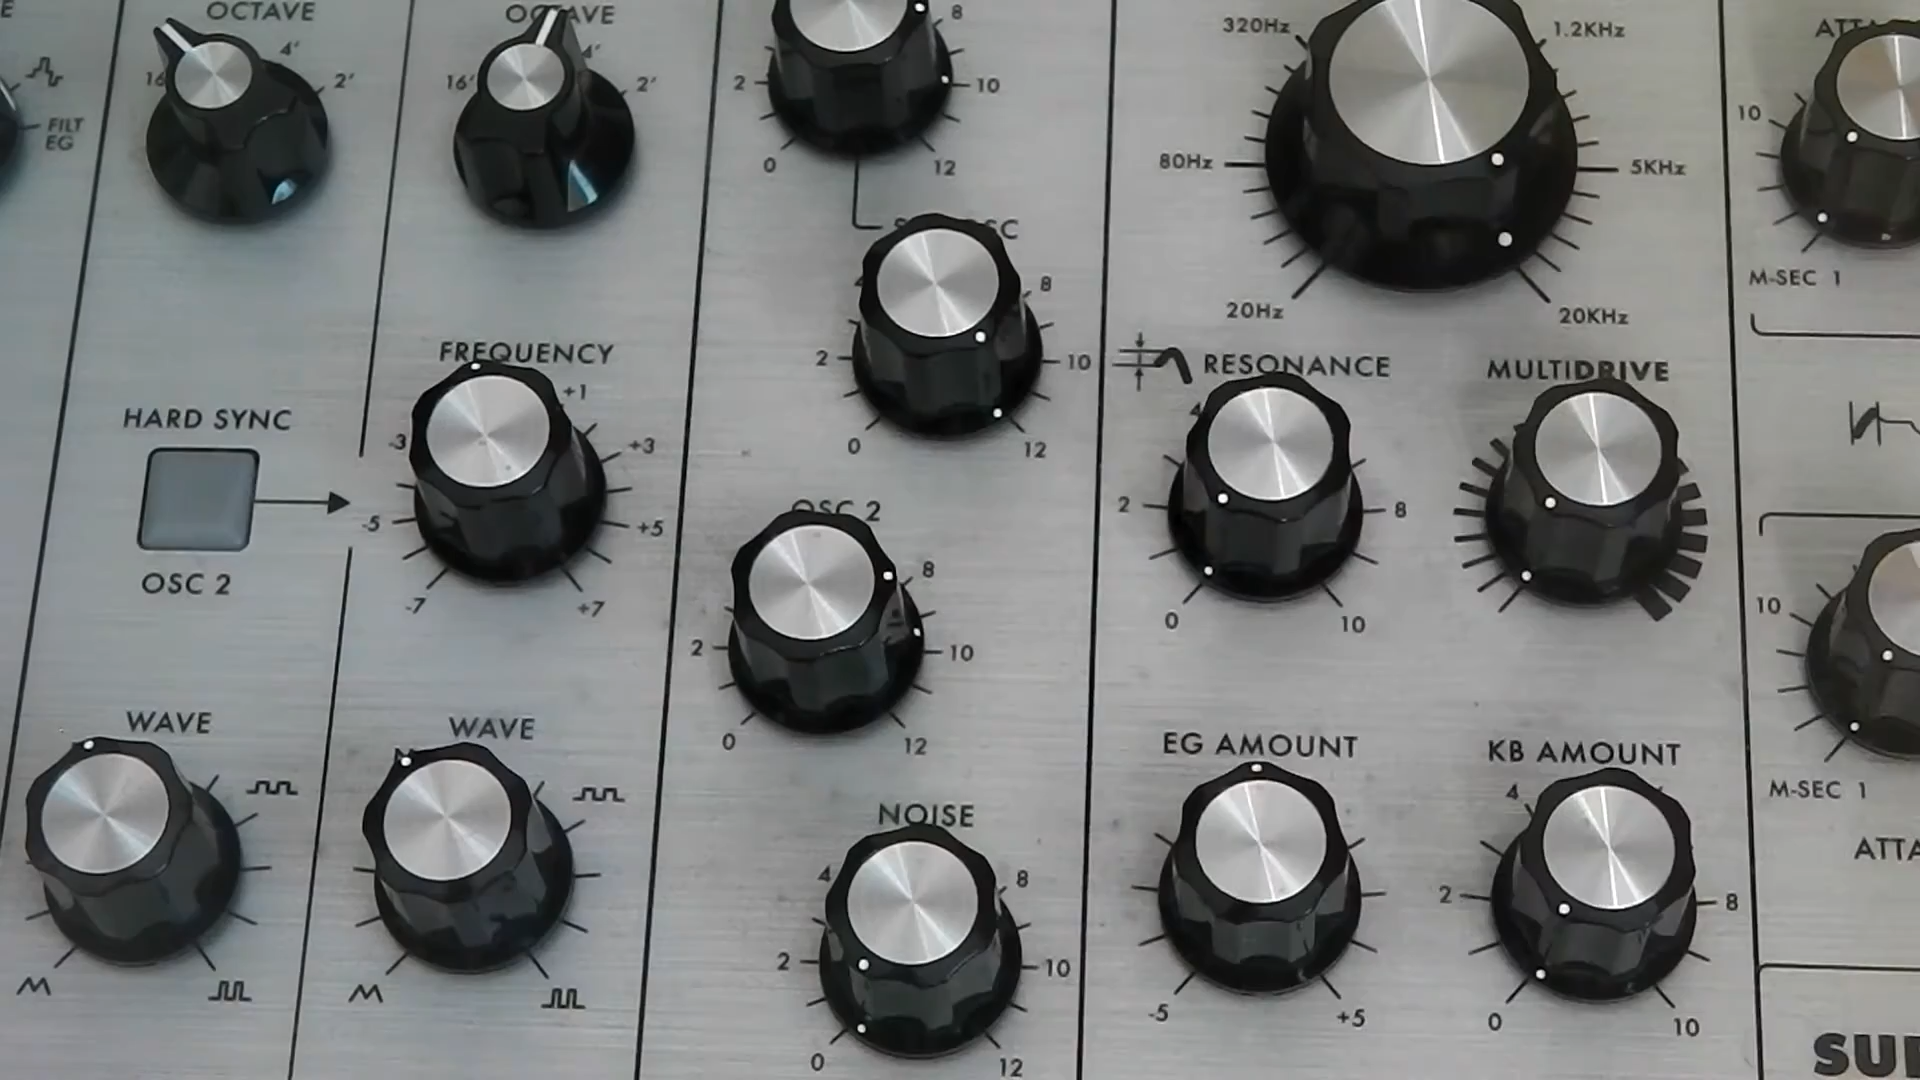 OCTAVE
16'
4'
2'
FILT
EG
OCTAVE
16'
4'
2'
2
8
10
0
12
320Hz
1.2KHz
80Hz
5KHz
20Hz
20KHz
10
M-SEC 1
8
2
10
0
12
FREQUENCY
+1
-3
+3
-5
+5
-7
+7
HARD SYNC
OSC 2
RESONANCE
4
2
8
0
10
MULTIDRIVE
OSC 2
8
2
10
0
12
10
M-SEC 1
WAVE
WAVE
NOISE
4
8
2
10
0
12
EG AMOUNT
-5
+5
KB AMOUNT
4
2
8
0
10